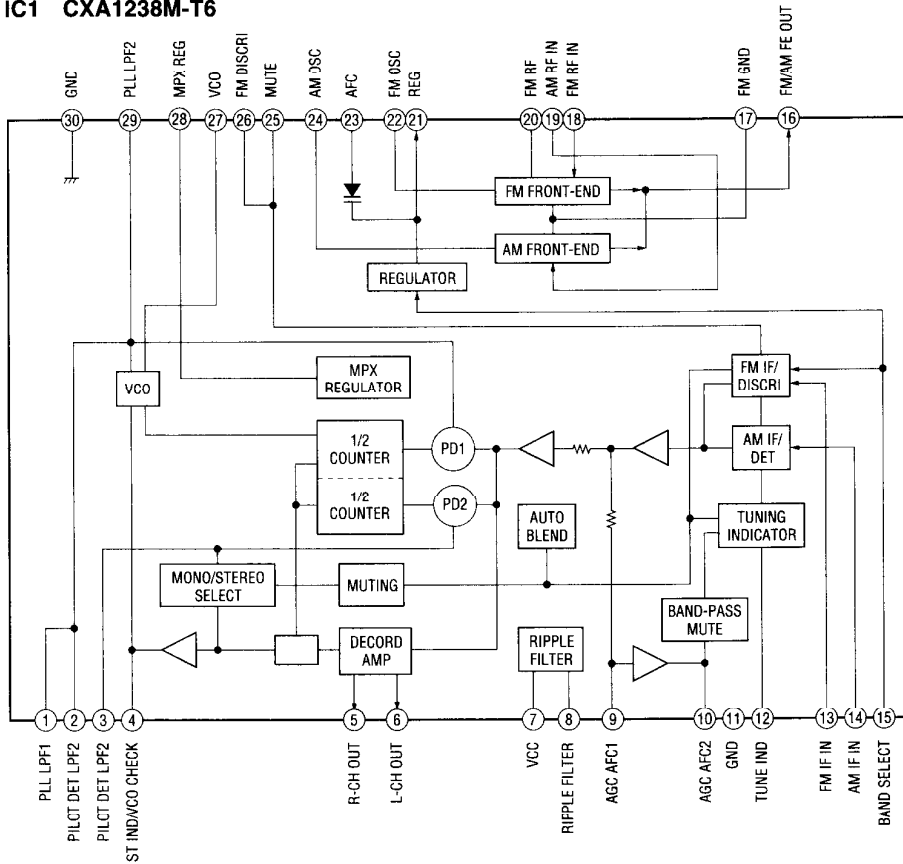 IC1 CXA1238M-T6
GND
PLL LPF2
MPX REG
VCO
FM DISCRI
MUTE
AM OSC
AFC
FM OSC
REG
FM RF
AM RF IN
FM RF IN
FM GND
FM/AM FE OUT
30
29
28
27
26
25
24
23
22
21
20
19
18
17
16
FM FRONT-END
AM FRONT-END
REGULATOR
VCO
MPX
REGULATOR
FM IF/
DISCRI
1/2
COUNTER
PD1
AM IF/
DET
1/2
COUNTER
PD2
AUTO
BLEND
TUNING
INDICATOR
MONO/STEREO
SELECT
MUTING
BAND-PASS
MUTE
DECORD
AMP
RIPPLE
FILTER
1
2
3
4
5
6
7
8
9
10
11
12
13
14
15
PLL LPF1
PILOT DET LPF2
PILOT DET LPF2
ST IND/VCO CHECK
R-CH OUT
L-CH OUT
VCC
RIPPLE FILTER
AGC AFC1
AGC AFC2
GND
TUNE IND
FM IF IN
AM IF IN
BAND SELECT